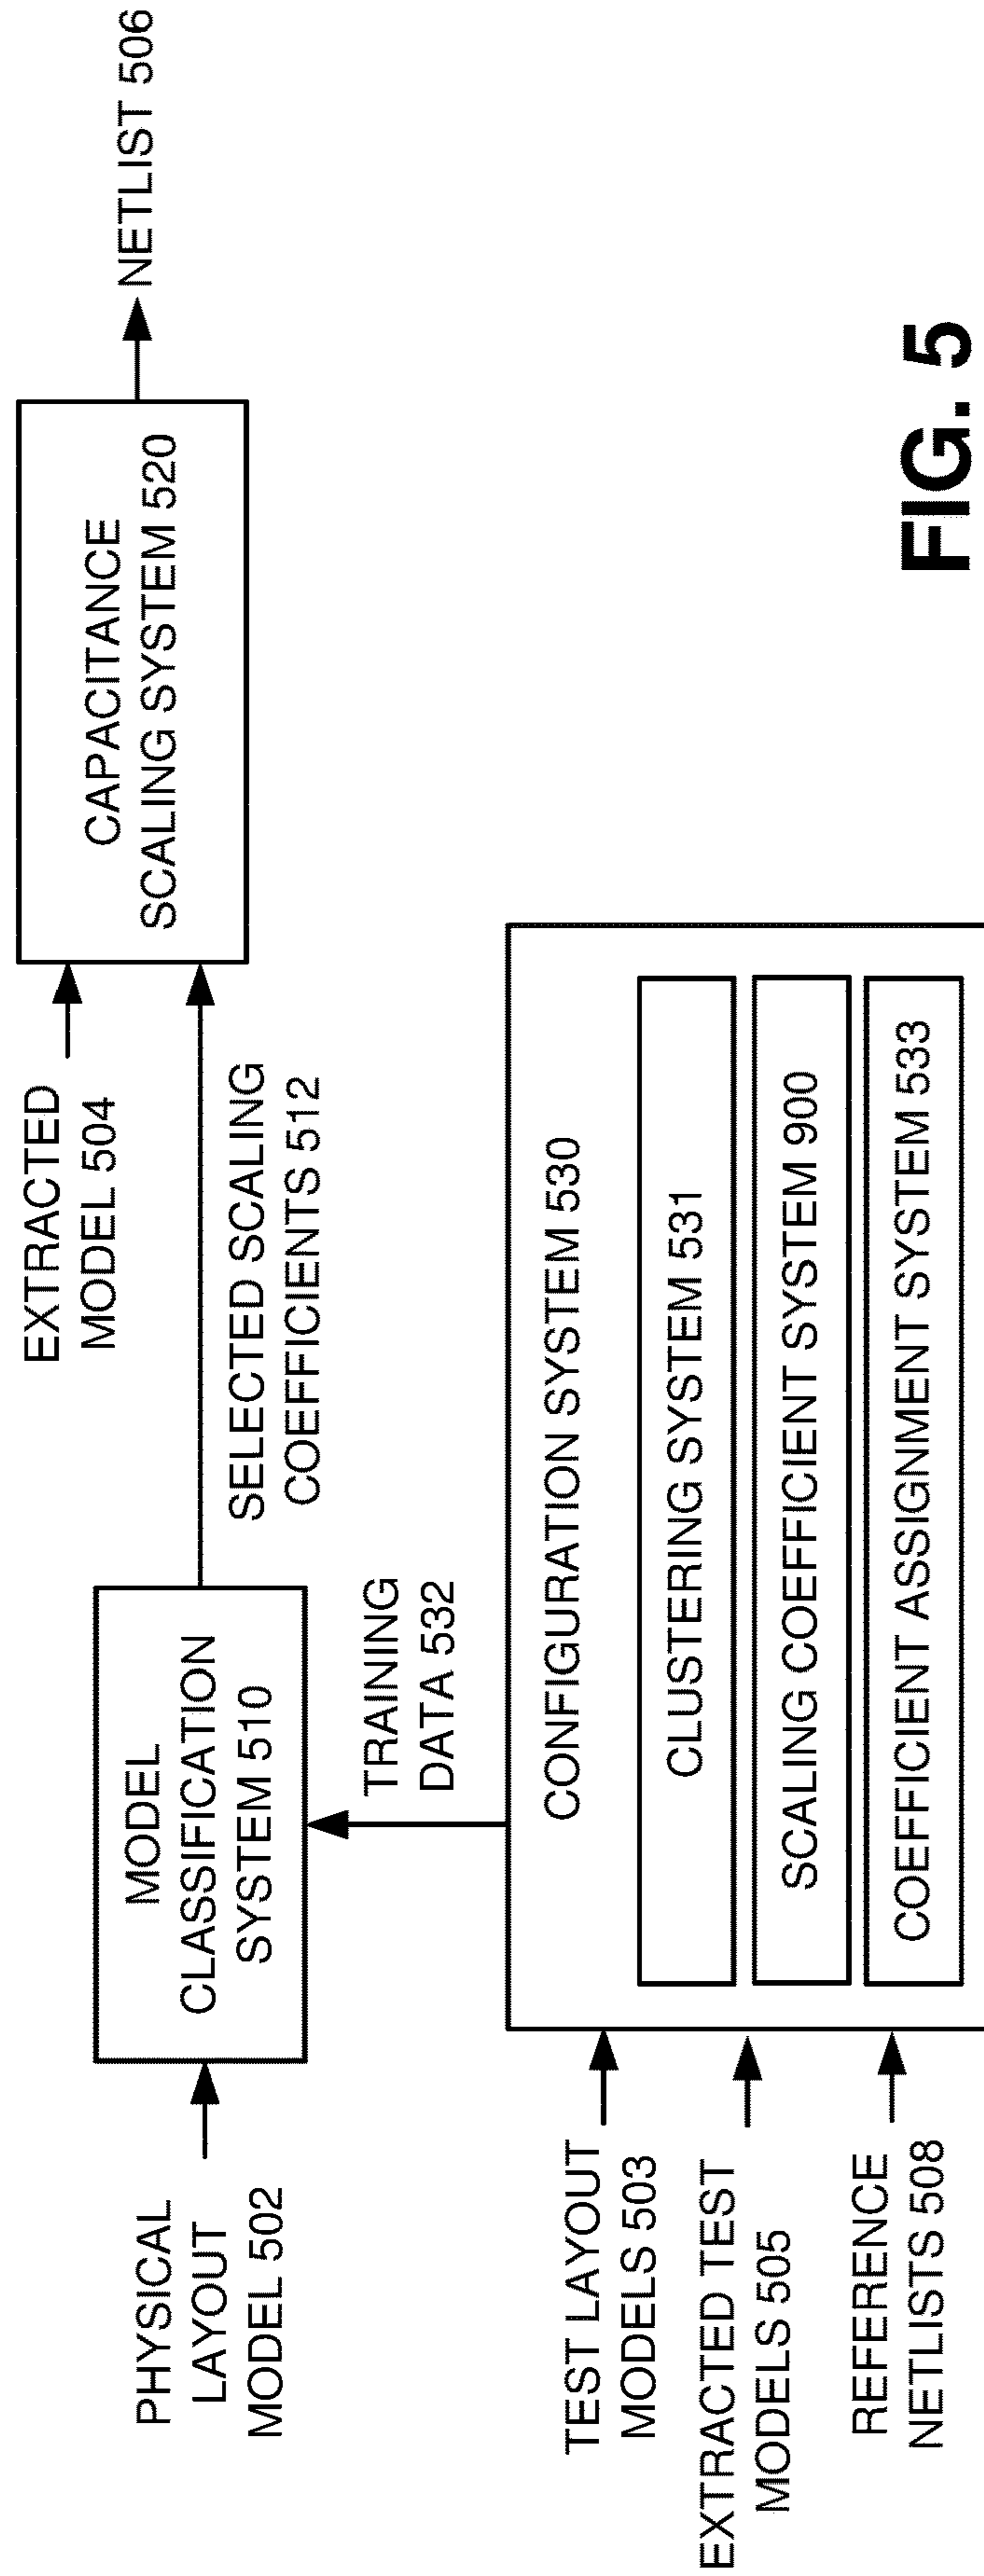 PHYSICAL
LAYOUT
MODEL 502
MODEL
CLASSIFICATION
SYSTEM 510
SELECTED SCALING
COEFFICIENTS 512
EXTRACTED
MODEL 504
CAPACITANCE
SCALING SYSTEM 520
NETLIST 506
TRAINING
DATA 532
TEST LAYOUT
MODELS 503
EXTRACTED TEST
MODELS 505
REFERENCE
NETLISTS 508
CONFIGURATION SYSTEM 530
CLUSTERING SYSTEM 531
SCALING COEFFICIENT SYSTEM 900
COEFFICIENT ASSIGNMENT SYSTEM 533
FIG. 5